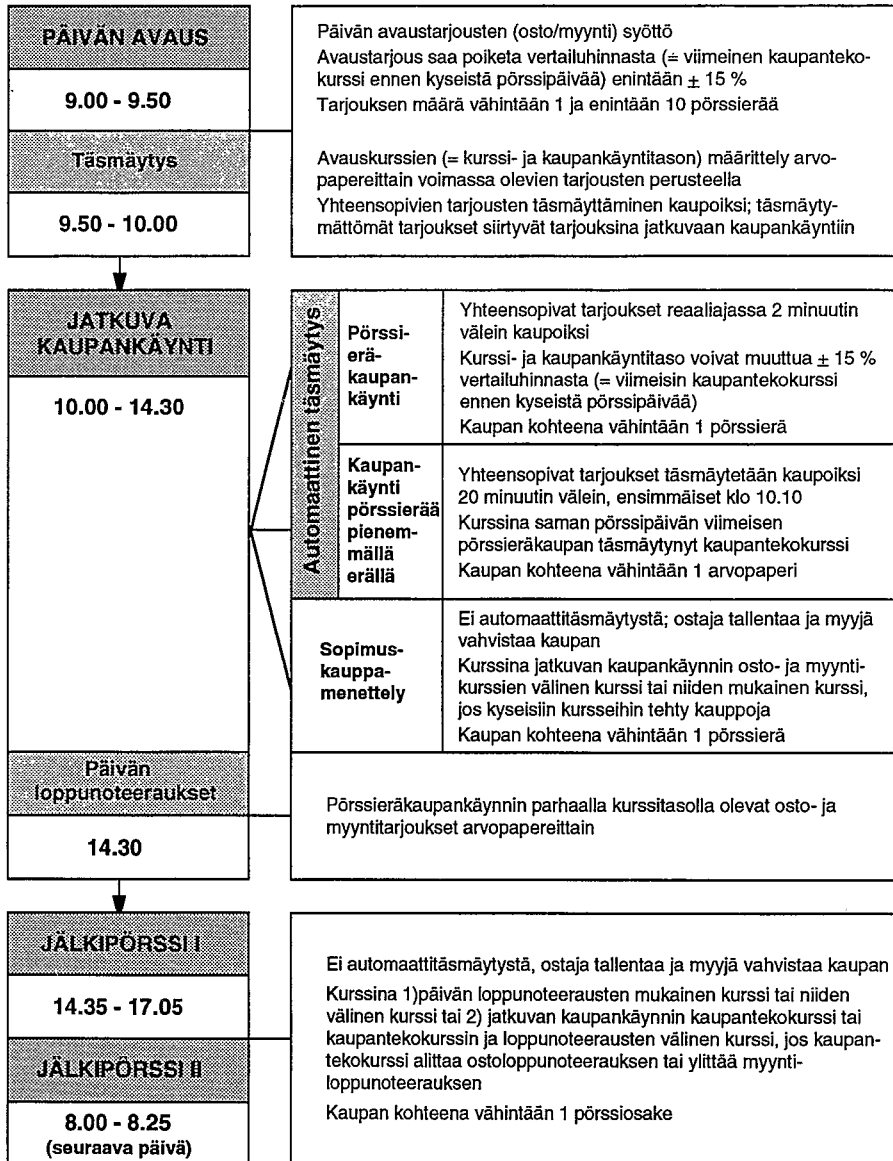 PÄIVÄN AVAUS
9.00 - 9.50
Päivän avaustarjousten (osto/myynti) syöttö
Avaustarjous saa poiketa vertailuhinnasta (= viimeinen kaupanteko-
kurssi ennen kyseistä pörssipäivää) enintään ± 15 %
Tarjouksen määrä vähintään 1 ja enintään 10 pörssierää
Täsmäytys
9.50 - 10.00
Avauskurssien (= kurssi- ja kaupankäyntitason) määrittely arvo-
papereittain voimassa olevien tarjousten perusteella
Yhteensopivien tarjousten täsmäyttäminen kaupoiksi; täsmäyty-
mättömät tarjoukset siirtyvät tarjouksina jatkuvaan kaupankäyntiin
JATKUVA
KAUPANKÄYNTI
10.00 - 14.30
Automaattinen täsmäytys
Pörssi-
erä-
kaupan-
käynti
Yhteensopivat tarjoukset reaaliajassa 2 minuutin
välein kaupoiksi
Kurssi- ja kaupankäyntitaso voivat muuttua ± 15 %
vertailuhinnasta (= viimeisin kaupantekokurssi
ennen kyseistä pörssipäivää)
Kaupan kohteena vähintään 1 pörssierä
Kaupan-
käynti
pörssierää
pienem-
mällä
erällä
Yhteensopivat tarjoukset täsmäytetään kaupoiksi
20 minuutin välein, ensimmäiset klo 10.10
Kurssina saman pörssipäivän viimeisen
pörssieräkaupan täsmäytynyt kaupantekokurssi
Kaupan kohteena vähintään 1 arvopaperi
Sopimus-
kauppa-
menettely
Ei automaattitäsmäytystä; ostaja tallentaa ja myyjä
vahvistaa kaupan
Kurssina jatkuvan kaupankäynnin osto- ja myynti-
kurssien välinen kurssi tai niiden mukainen kurssi,
jos kyseisiin kursseihin tehty kauppoja
Kaupan kohteena vähintään 1 pörssierä
Päivän
loppunoteeraukset
14.30
Pörssieräkaupankäynnin parhaalla kurssitasolla olevat osto- ja
myyntitarjoukset arvopapereittain
JÄLKIPÖRSSI I
14.35 - 17.05
JÄLKIPÖRSSI II
8.00 - 8.25
(seuraava päivä)
Ei automaattitäsmäytystä, ostaja tallentaa ja myyjä vahvistaa kaupan
Kurssina 1)päivän loppunoteerausten mukainen kurssi tai niiden
välinen kurssi tai 2) jatkuvan kaupankäynnin kaupantekokurssi tai
kaupantekokurssin ja loppunoteerausten välinen kurssi, jos kaupan-
tekokurssi alittaa ostoloppunoteerauksen tai ylittää myynti-
loppunoteerauksen
Kaupan kohteena vähintään 1 pörssiosake